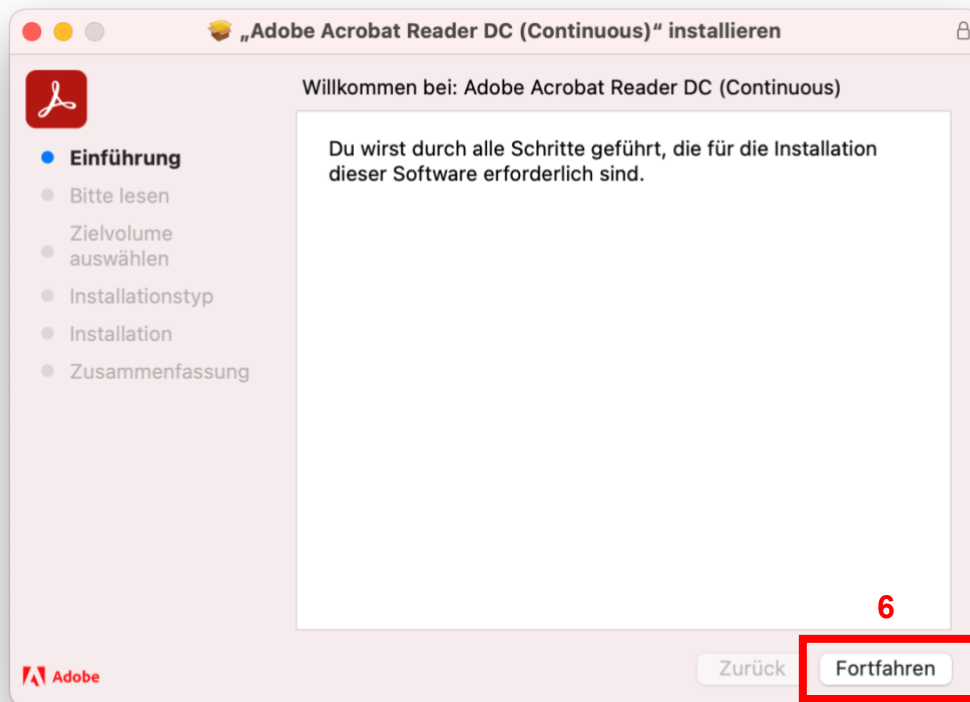 „Adobe Acrobat Reader DC (Continuous)“ installieren
Willkommen bei: Adobe Acrobat Reader DC (Continuous)
Einführung
Bitte lesen
Zielvolume
auswählen
Installationstyp
Installation
Zusammenfassung
Du wirst durch alle Schritte geführt, die für die Installation
dieser Software erforderlich sind.
6
Adobe
Zurück
Fortfahren